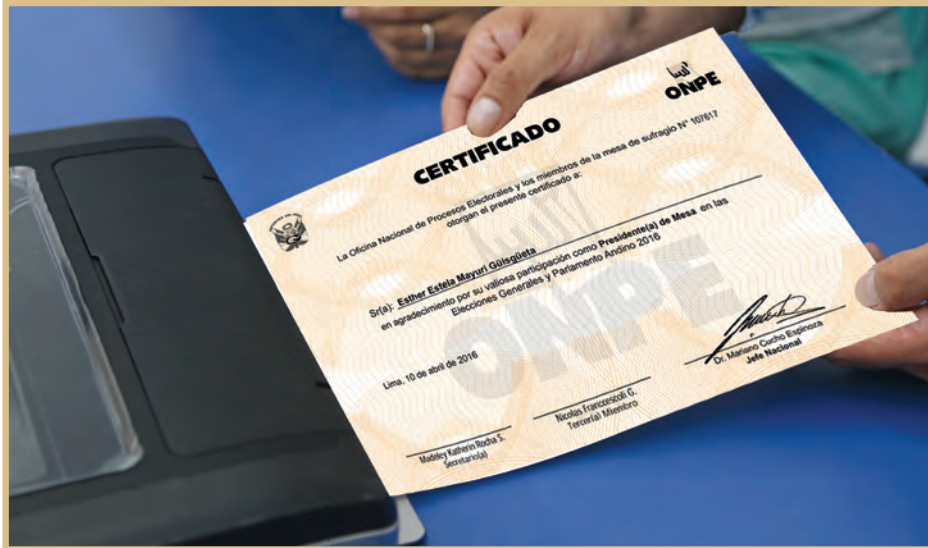 ONPE
CERTIFICADO
La Oficina Nacional de Procesos Electorales y los miembros de la mesa de sufragio N° 107617
otorgan el presente certificado a:
Sr(a): Esther Estela Mayuri Güisgüeta
en agradecimiento por su valiosa participación como Presidente(a) de Mesa en las
Elecciones Generales y Parlamento Andino 2016
ONPE
Lima, 10 de abril de 2016
Dr. Mariano Cucho Espinoza
Jefe Nacional
Nicolas Francescoli G.
Tercer(a) Miembro
Madeley Katherin Rocha S.
Secretario(a)